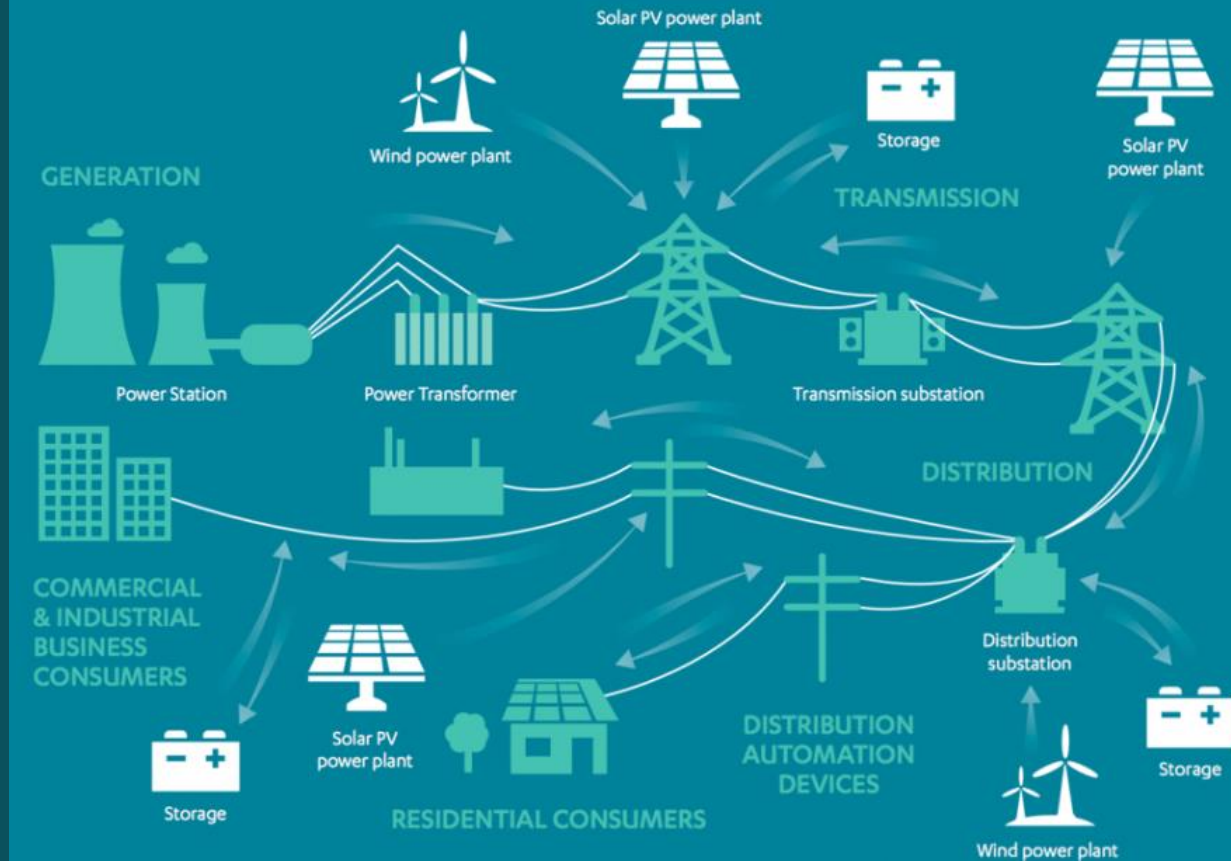 Solar PV power plant
Wind power plant
Storage
Solar PV
power plant
GENERATION
TRANSMISSION
Power Station
Power Transformer
Transmission substation
DISTRIBUTION
COMMERCIAL
& INDUSTRIAL
BUSINESS
CONSUMERS
Distribution
substation
Solar PV
power plant
Storage
DISTRIBUTION
AUTOMATION
DEVICES
Storage
RESIDENTIAL CONSUMERS
Wind power plant